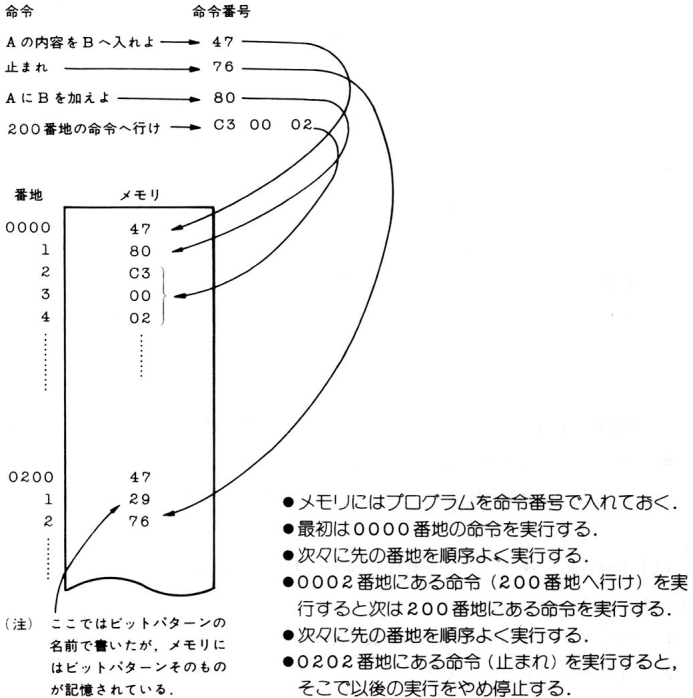 命令 命令番号
Aの内容をBへ入れよ 47
止まれ 76
AにBを加えよ 80
200番地の命令へ行け C3 00 02
番地 メモリ
0000 47
1 80
2 C3
3 00
4 02
0200 47
1 29
2 76
(注) ここではビットパターンの
名前で書いたが,メモリに
はビットパターンそのもの
が記憶されている.
●メモリにはプログラムを命令番号で入れておく.
●最初は0000番地の命令を実行する.
●次々に先の番地を順序よく実行する.
●0002番地にある命令(200番地へ行け)を実
行すると次は200番地にある命令を実行する.
●次々に先の番地を順序よく実行する.
●0202番地にある命令(止まれ)を実行すると,
そこで以後の実行をやめ停止する.